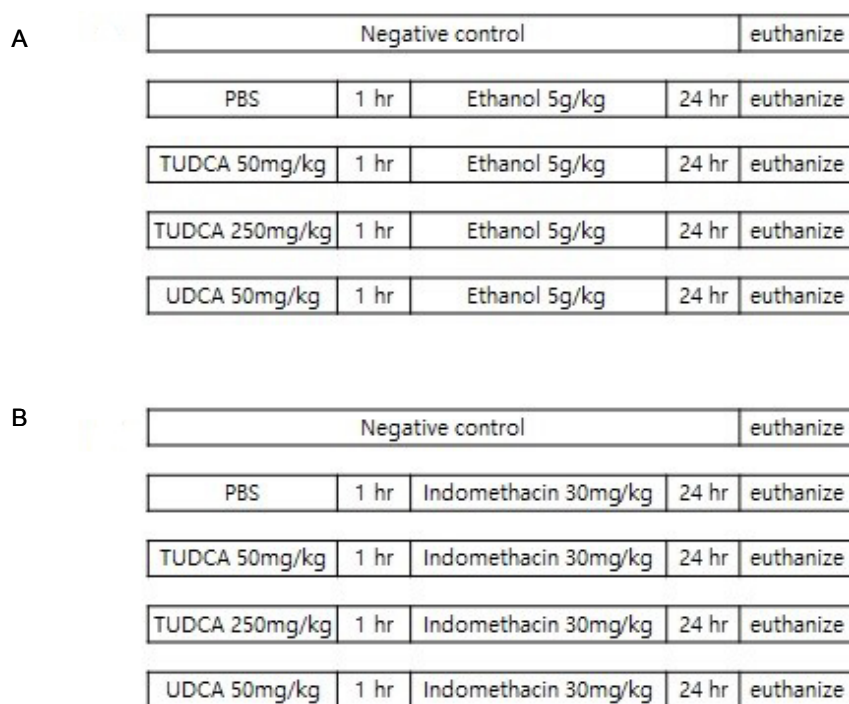 A
Negative control euthanize
PBS 1 hr Ethanol 5g/kg 24 hr euthanize
TUDCA 50mg/kg 1 hr Ethanol 5g/kg 24 hr euthanize
TUDCA 250mg/kg 1 hr Ethanol 5g/kg 24 hr euthanize
UDCA 50mg/kg 1 hr Ethanol 5g/kg 24 hr euthanize
B
Negative control euthanize
PBS 1 hr Indomethacin 30mg/kg 24 hr euthanize
TUDCA 50mg/kg 1 hr Indomethacin 30mg/kg 24 hr euthanize
TUDCA 250mg/kg 1 hr Indomethacin 30mg/kg 24 hr euthanize
UDCA 50mg/kg 1 hr Indomethacin 30mg/kg 24 hr euthanize